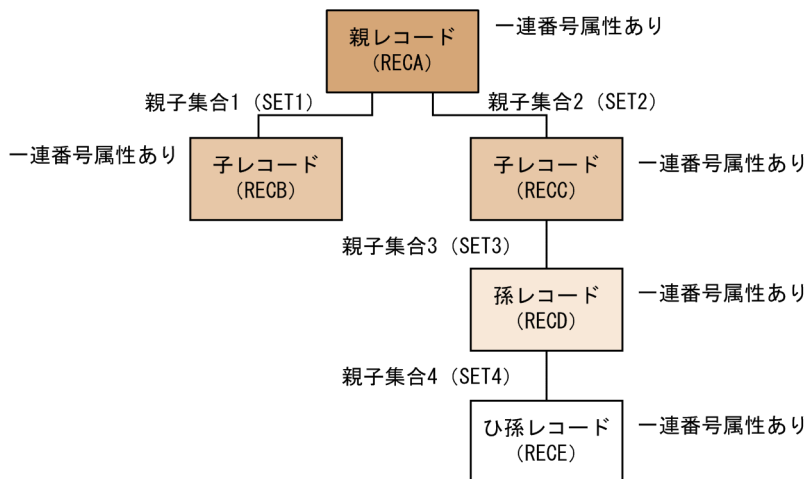 親レコード
(RECA)
一連番号属性あり
親子集合1 (SET1)
親子集合2 (SET2)
一連番号属性あり
子レコード
(RECB)
子レコード
(RECC)
一連番号属性あり
親子集合3 (SET3)
孫レコード
(RECD)
一連番号属性あり
親子集合4 (SET4)
ひ孫レコード
(RECE)
一連番号属性あり